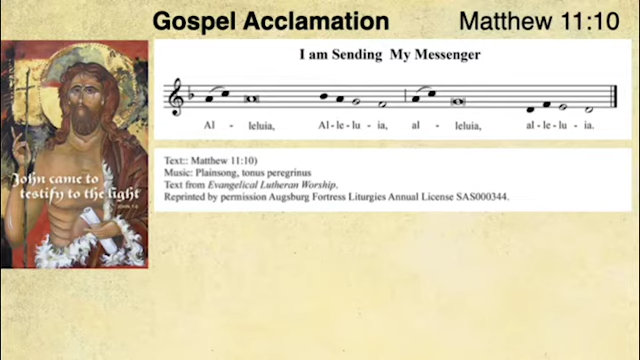 Gospel Acclamation Matthew 11:10
I am Sending My Messenger
Al - leluia, Al - le - lu - ia, al - leluia, al - le - lu - ia.
John came to
testify to the light
Text:: Matthew 11:10)
Music: Plainsong, tonus peregrinus
Text from Evangelical Lutheran Worship.
Reprinted by permission Augsburg Fortress Liturgies Annual License SAS000344.